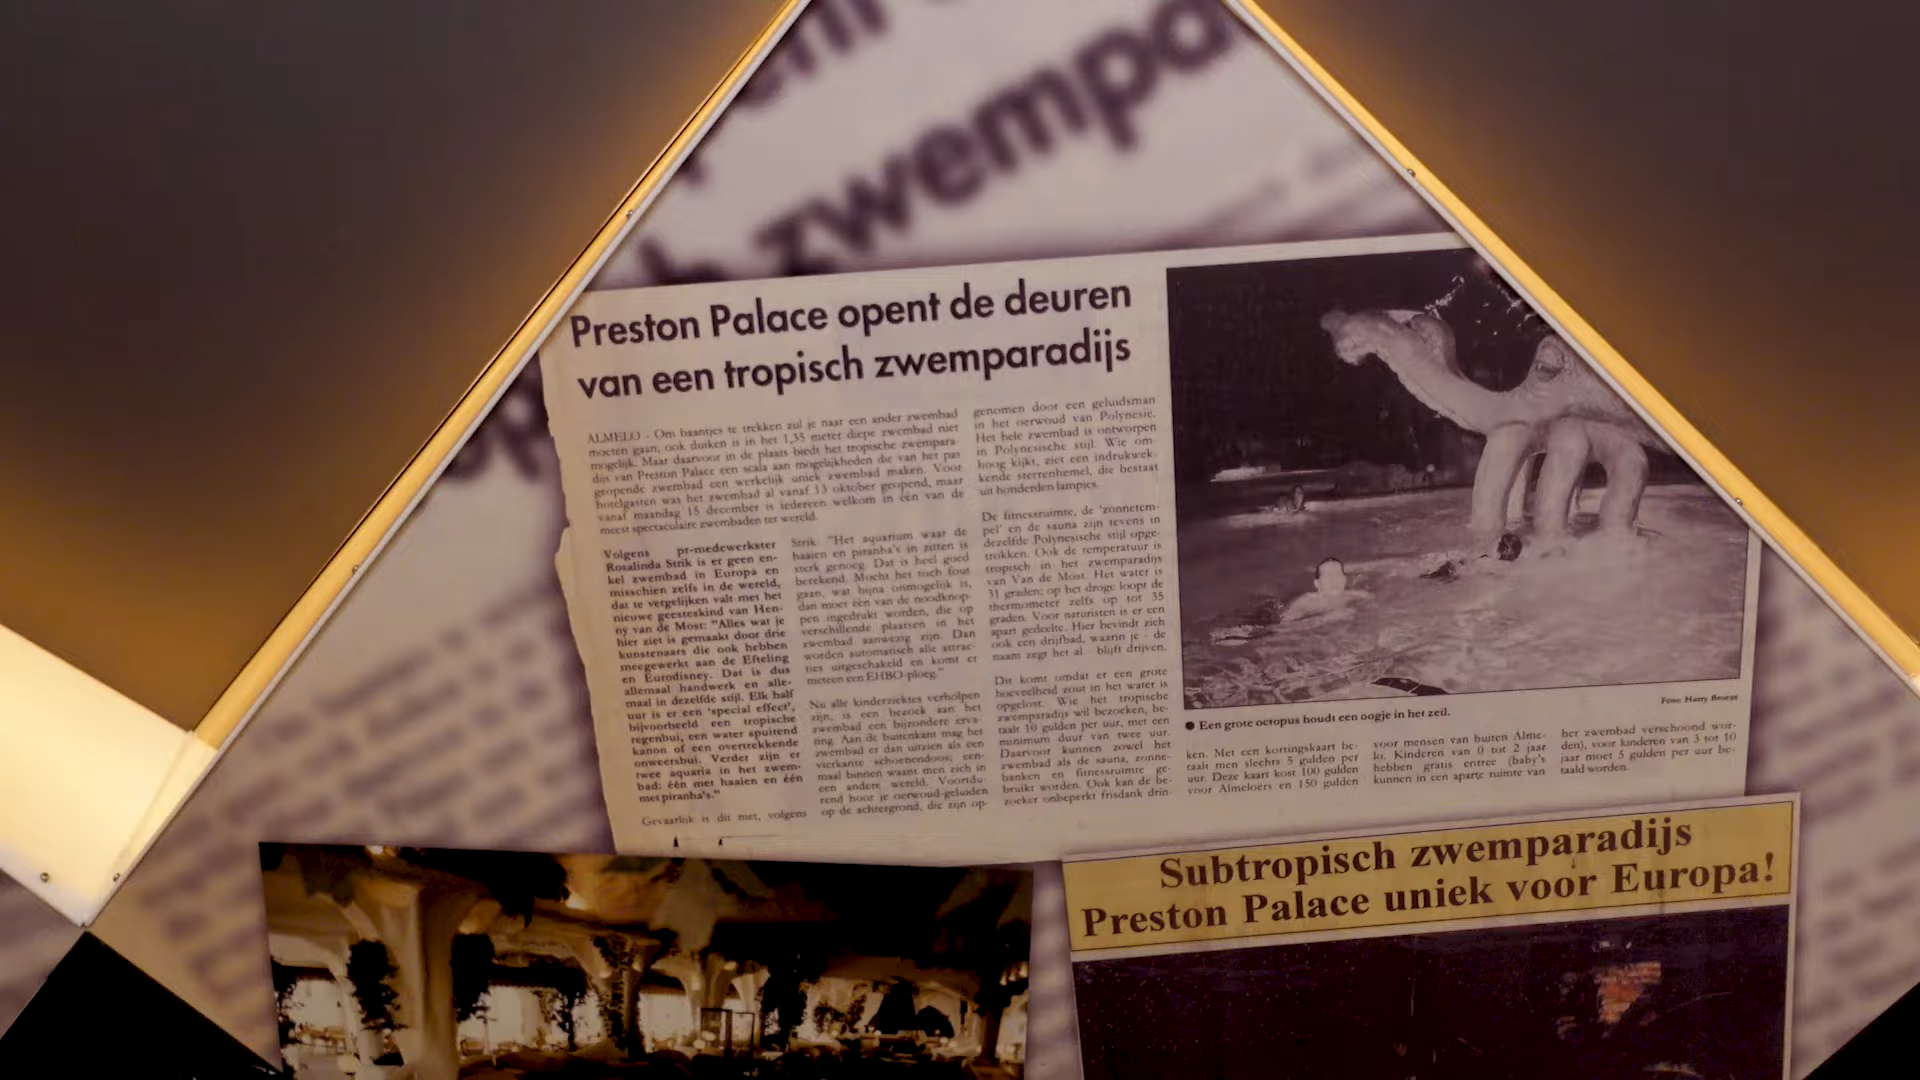 zwempa
Preston Palace opent de deuren
van een tropisch zwemparadijs
ALMELO - Om baantjes te trekken zul je naar een ander zwembad
moeten gaan, ook duiken is in het 1,35 meter diepe zwembad niet
mogelijk. Maar daarvoor in de plaats biedt het tropische zwempara-
dijs van Preston Palace een scala aan mogelijkheden die van het pas
geopende zwembad een werkelijk uniek zwembad maken. Voor
hotelgasten was het zwembad al vanaf 13 oktober geopend, maar
vanaf maandag 15 december is iedereen welkom in een van de
meest spectaculaire zwembaden ter wereld.
Volgens pr-medewerkster
Rosalinda Strik is er geen en-
kel zwembad in Europa en
misschien zelfs in de wereld,
dat te vergelijken valt met het
nieuwe geesteskind van Hen-
ny van de Most: "Alles wat je
hier ziet is gemaakt door drie
kunstenaars die ook hebben
meegewerkt aan de Efteling
en Eurodisney. Dat is dus
allemaal handwerk en alle-
maal in dezelfde stijl. Elk half
uur is er een 'special effect',
bijvoorbeeld een tropische
regenbui, een water spuitend
kanon of een overtrekkende
onweersbui. Verder zijn er
twee aquaria in het zwem-
bad: één met haaien en één
met piranha's."
Gevaarlijk is dit niet, volgens
Strik: "Het aquarium waar de
haaien en piranha's in zitten is
sterk genoeg. Dat is heel goed
berekend. Mocht het toch fout
gaan, wat bijna onmogelijk is,
dan moet een van de noodknop-
pen ingedrukt worden, die op
verschillende plaatsen in het
zwembad aanwezig zijn. Dan
worden automatisch alle attrac-
ties uitgeschakeld en komt er
meteen een EHBO-ploeg."
Nu alle kinderziektes verholpen
zijn, is een bezoek aan het
zwembad een bijzondere erva-
ring. Aan de buitenkant mag het
zwembad er dan uitzien als een
vierkante schoenendoos; een-
maal binnen waant men zich in
een andere wereld. Voortdu-
rend hoor je oerwoud-geluiden
op de achtergrond, die zijn op-
genomen door een geluidsman
in het oerwoud van Polynesië.
Het hele zwembad is ontworpen
in Polynesische stijl. Wie om-
hoog kijkt, ziet een indrukwek-
kende sterrenhemel, die bestaat
uit honderden lampjes.
De fitnessruimte, de 'zonnetem-
pel' en de sauna zijn tevens in
dezelfde Polynesische stijl opge-
trokken. Ook de temperatuur is
tropisch in het zwemparadijs
van Van de Most. Het water is
31 graden; op het droge loopt de
thermometer zelfs op tot 35
graden. Voor naturisten is er een
apart gedeelte. Hier bevindt zich
ook een drijfbad, waarin je - de
naam zegt het al - blijft drijven.
Dit komt omdat er een grote
hoeveelheid zout in het water is
opgelost. Wie het tropische
zwemparadijs wil bezoeken, be-
taalt 10 gulden per uur, met een
minimum duur van twee uur.
Daarvoor kunnen zowel het
zwembad als de sauna, zonne-
banken en fitnessruimte ge-
bruikt worden. Ook kan de be-
zoeker onbeperkt frisdank drin-
Foto: Harry Broeze
● Een grote octopus houdt een oogje in het zeil.
ken. Met een kortingskaart be-
taalt men slechts 5 gulden per
uur. Deze kaart kost 100 gulden
voor Almeloërs en 150 gulden
voor mensen van buiten Alme-
lo. Kinderen van 0 tot 2 jaar
hebben gratis entree (baby's
kunnen in een aparte ruimte van
het zwembad verschoond wor-
den), voor kinderen van 3 tot 10
jaar moet 5 gulden per uur be-
taald worden.
Subtropisch zwemparadijs
Preston Palace uniek voor Europa!